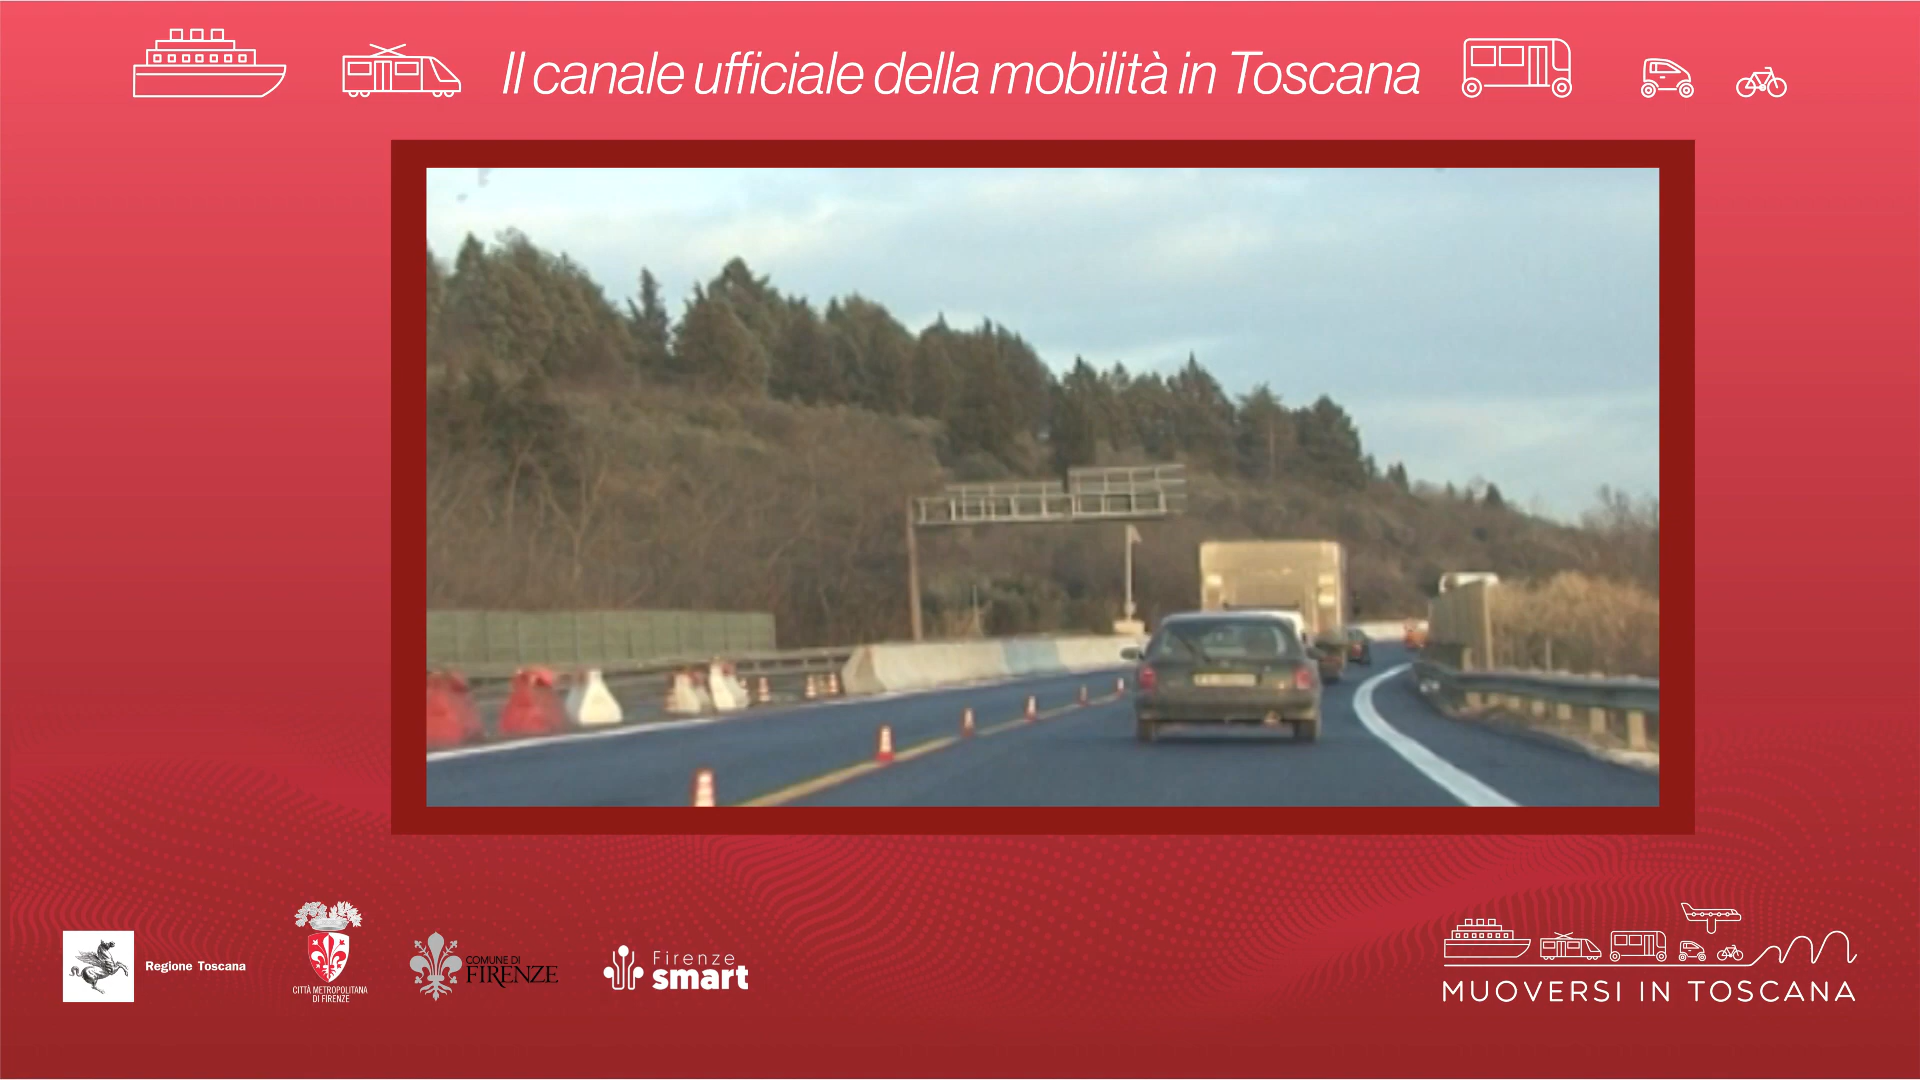 Il canale ufficiale della mobilità in Toscana
Regione Toscana
CITTÀ METROPOLITANA
DI FIRENZE
COMUNE DI
FIRENZE
Firenze
smart
MUOVERSI IN TOSCANA